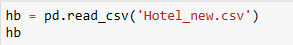 hb = pd.read_csv('Hotel_new.csv')
hb